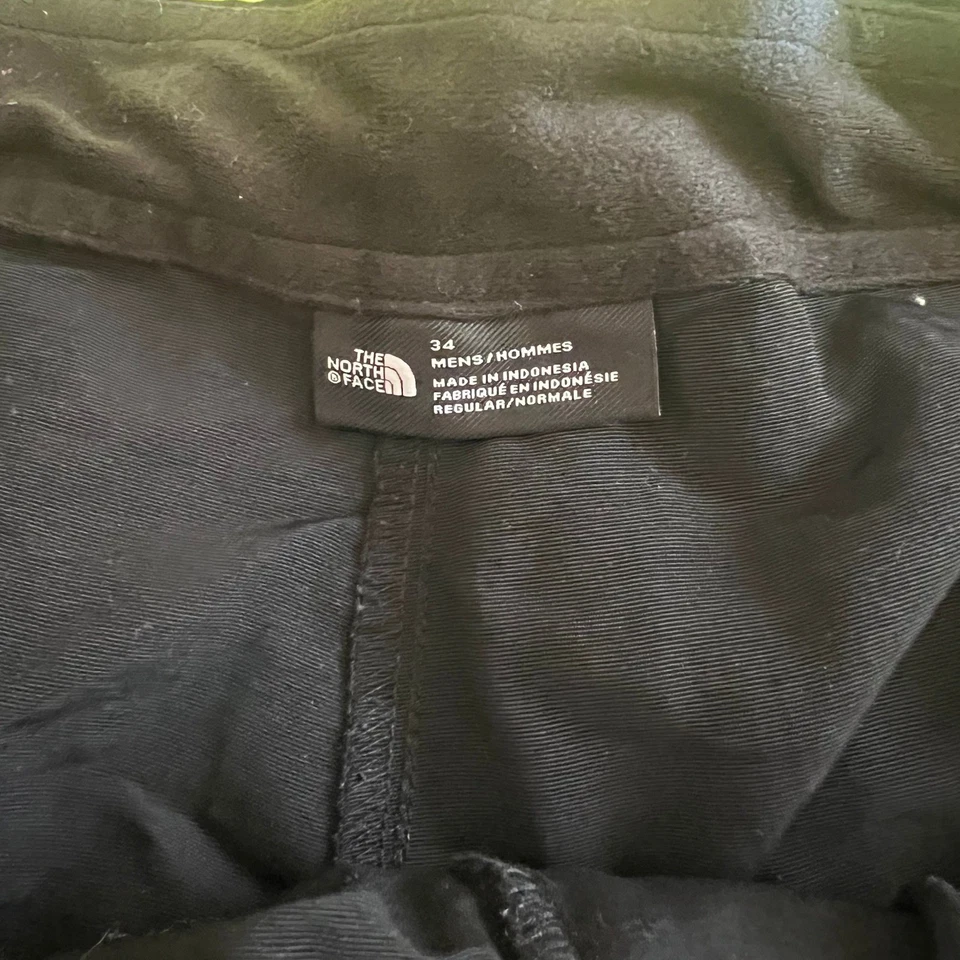 THE
NORTH
® FACE
34
MENS/HOMMES
MADE IN INDONESIA
FABRIQUÉ EN INDONÉSIE
REGULAR/NORMALE